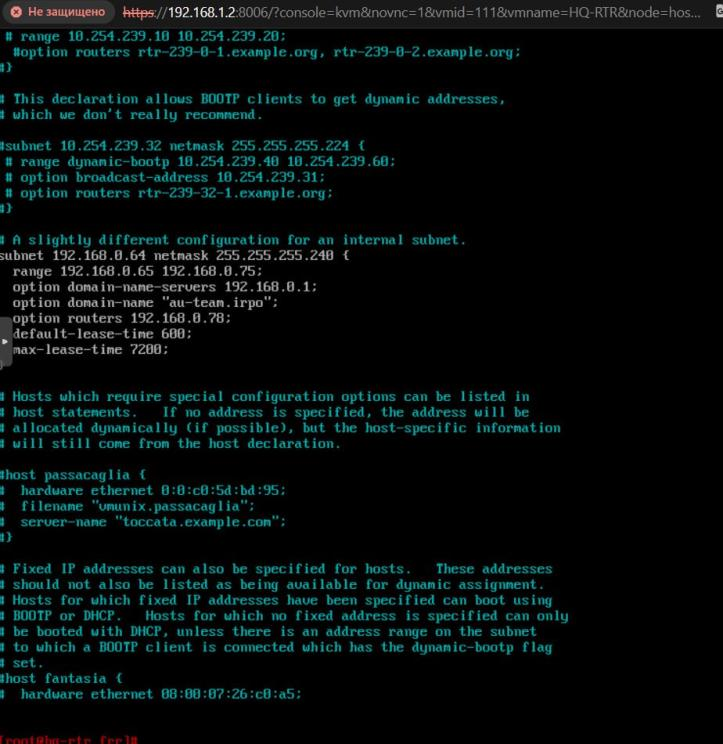 Не защищено https://192.168.1.2:8006/?console=kvm&novnc=1&vmid=111&vmname=HQ-RTR&node=hos...
# range 10.254.239.10 10.254.239.20;
#option routers rtr-239-0-1.example.org, rtr-239-0-2.example.org;
#}
# This declaration allows BOOTP clients to get dynamic addresses,
# which we don't really recommend.
#subnet 10.254.239.32 netmask 255.255.255.224 {
# range dynamic-bootp 10.254.239.40 10.254.239.60;
# option broadcast-address 10.254.239.31;
# option routers rtr-239-32-1.example.org;
#}
# A slightly different configuration for an internal subnet.
subnet 192.168.0.64 netmask 255.255.255.240 {
range 192.168.0.65 192.168.0.75;
option domain-name-servers 192.168.0.1;
option domain-name "au-team.irpo";
option routers 192.168.0.78;
default-lease-time 600;
max-lease-time 7200;
}
# Hosts which require special configuration options can be listed in
# host statements. If no address is specified, the address will be
# allocated dynamically (if possible), but the host-specific information
# will still come from the host declaration.
#host passacaglia {
# hardware ethernet 0:0:c0:5d:bd:95;
# filename "vmunix.passacaglia";
# server-name "toccata.example.com";
#}
# Fixed IP addresses can also be specified for hosts. These addresses
# should not also be listed as being available for dynamic assignment.
# Hosts for which fixed IP addresses have been specified can boot using
# BOOTP or DHCP. Hosts for which no fixed address is specified can only
# be booted with DHCP, unless there is an address range on the subnet
# to which a BOOTP client is connected which has the dynamic-bootp flag
# set.
#host fantasia {
# hardware ethernet 08:00:07:26:c0:a5;
[root@hq-rtr frr]#